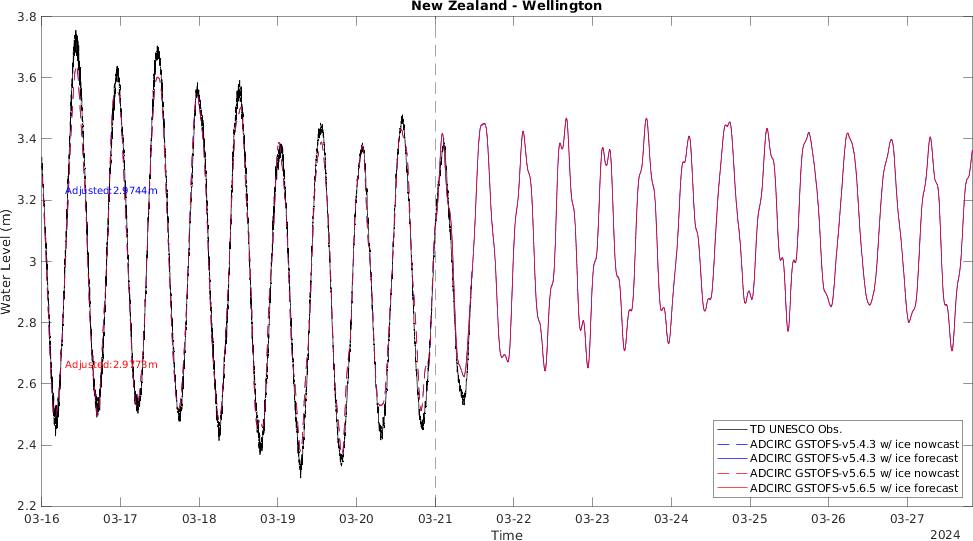 New Zealand - Wellington
3.8
3.6
3.4
3.2
3
2.8
2.6
2.4
2.2
Water Level (m)
Adjusted:2.9744m
Adjusted:2.9773m
TD UNESCO Obs.
ADCIRC GSTOFS-v5.4.3 w/ ice nowcast
ADCIRC GSTOFS-v5.4.3 w/ ice forecast
ADCIRC GSTOFS-v5.6.5 w/ ice nowcast
ADCIRC GSTOFS-v5.6.5 w/ ice forecast
03-16 03-17 03-18 03-19 03-20 03-21 03-22 03-23 03-24 03-25 03-26 03-27
Time
2024